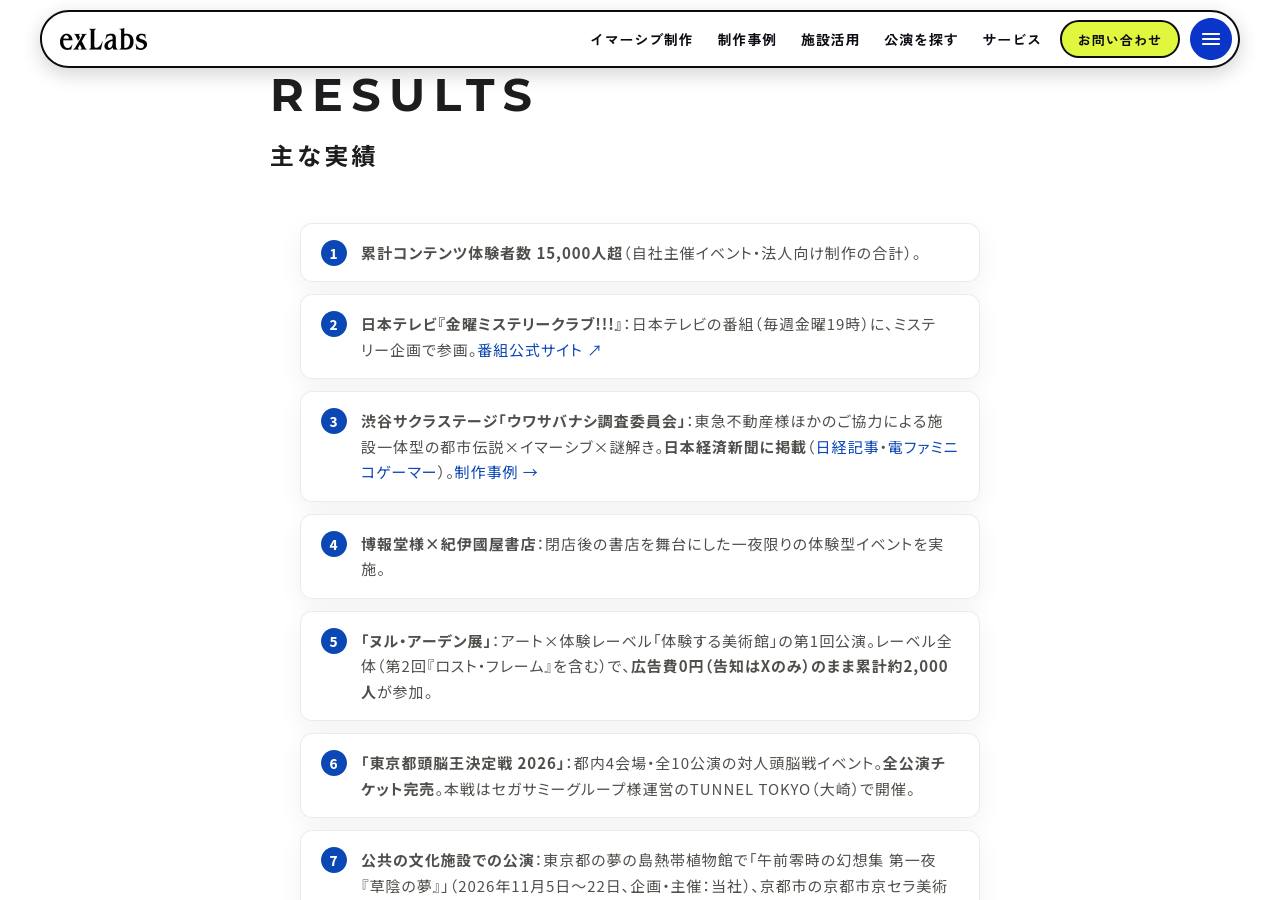 exLabs
イマーシブ制作 制作事例 施設活用 公演を探す サービス お問い合わせ
RESULTS
主な実績
1 累計コンテンツ体験者数 15,000人超（自社主催イベント・法人向け制作の合計）。
2 日本テレビ『金曜ミステリークラブ!!!』：日本テレビの番組（毎週金曜19時）に、ミステ
リー企画で参画。番組公式サイト ↗
3 渋谷サクラステージ「ウワサバナシ調査委員会」：東急不動産様ほかのご協力による施
設一体型の都市伝説×イマーシブ×謎解き。日本経済新聞に掲載（日経記事・電ファミニ
コゲーマー）。制作事例 →
4 博報堂様×紀伊國屋書店：閉店後の書店を舞台にした一夜限りの体験型イベントを実
施。
5 「ヌル・アーデン展」：アート×体験レーベル「体験する美術館」の第1回公演。レーベル全
体（第2回『ロスト・フレーム』を含む）で、広告費0円（告知はXのみ）のまま累計約2,000
人が参加。
6 「東京都頭脳王決定戦 2026」：都内4会場・全10公演の対人頭脳戦イベント。全公演チ
ケット完売。本戦はセガサミーグループ様運営のTUNNEL TOKYO（大崎）で開催。
7 公共の文化施設での公演：東京都の夢の島熱帯植物館で「午前零時の幻想集 第一夜
『草陰の夢』」（2026年11月5日〜22日、企画・主催：当社）、京都市の京都市京セラ美術